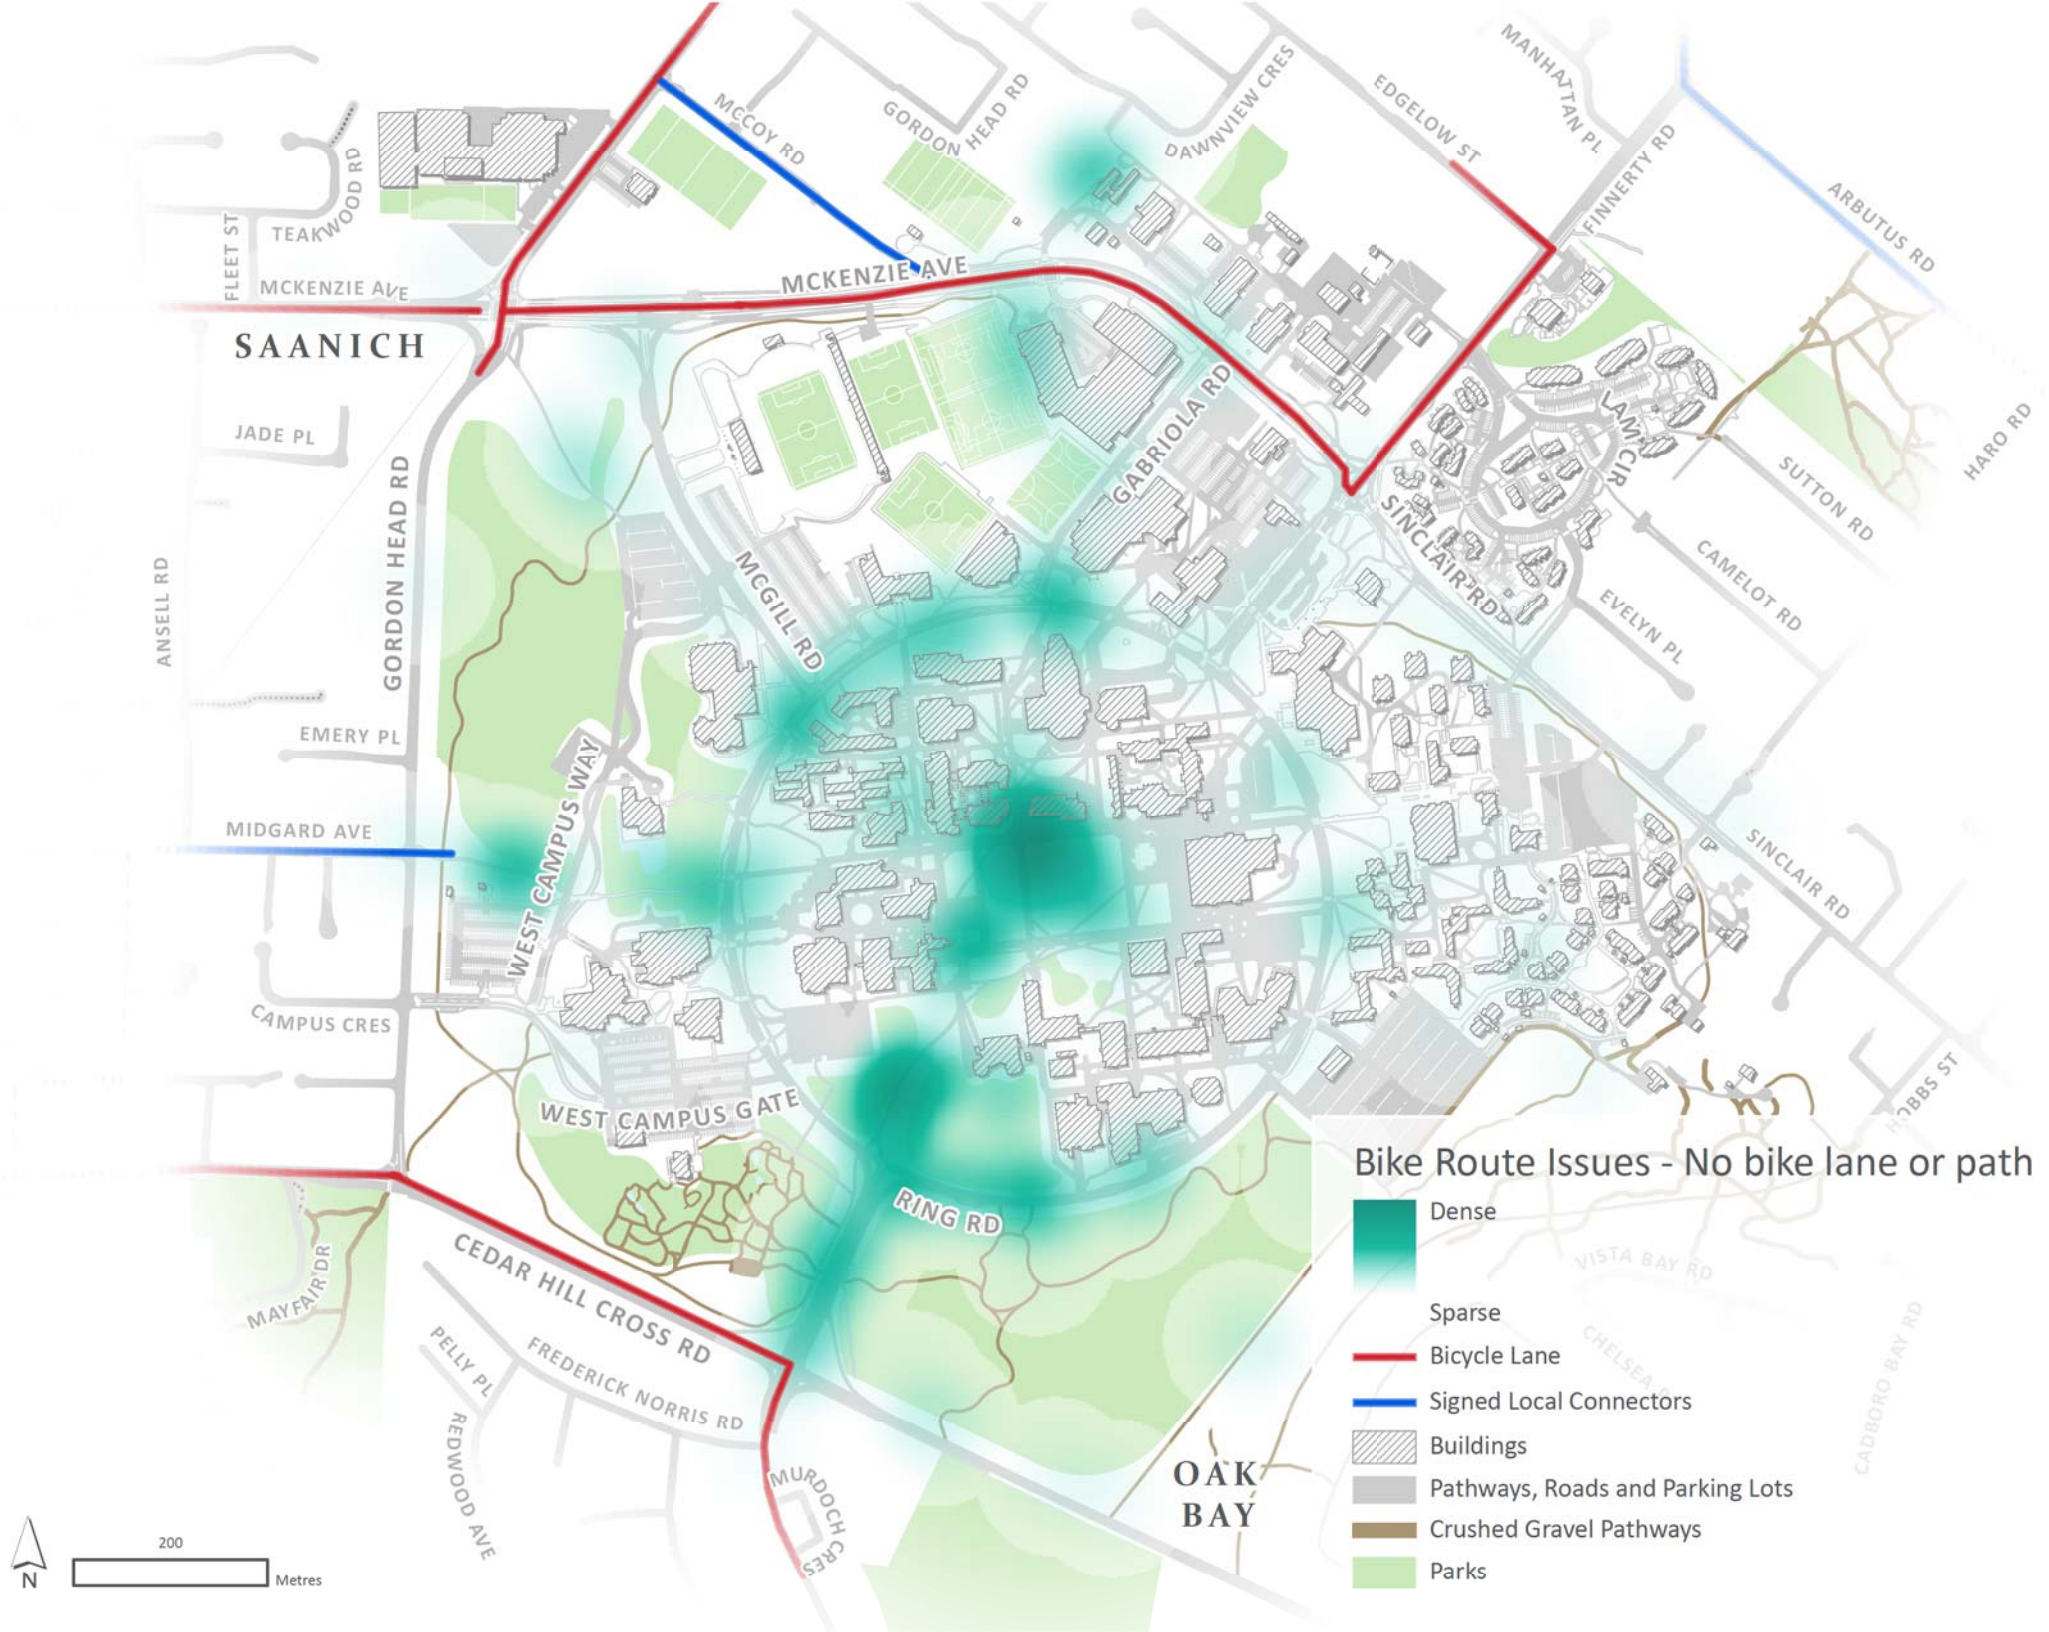 MANHATTAN PL
EDGELOW ST
DAWNVIEW CRES
GORDON HEAD RD
MCCOY RD
FINNERTY RD
ARBUTUS RD
TEAKWOOD RD
FLEET ST
MCKENZIE AVE
MCKENZIE AVE
SAANICH
JADE PL
GORDON HEAD RD
GABRIOLA RD
LAM CIR
HARO RD
SUTTON RD
SINCLAIR RD
CAMELOT RD
EVELYN PL
ANSELL RD
MCGILL RD
EMERY PL
WEST CAMPUS WAY
MIDGARD AVE
SINCLAIR RD
CAMPUS CRES
HOBBS ST
WEST CAMPUS GATE
RING RD
CEDAR HILL CROSS RD
MAYFAIR DR
PELLY PL
FREDERICK NORRIS RD
REDWOOD AVE
MURDOCH CRES
OAK
BAY
Bike Route Issues - No bike lane or path
Dense
Sparse
Bicycle Lane
Signed Local Connectors
Buildings
Pathways, Roads and Parking Lots
Crushed Gravel Pathways
Parks
VISTA BAY RD
CHELSEA
CADBORO BAY RD
N
200
Metres